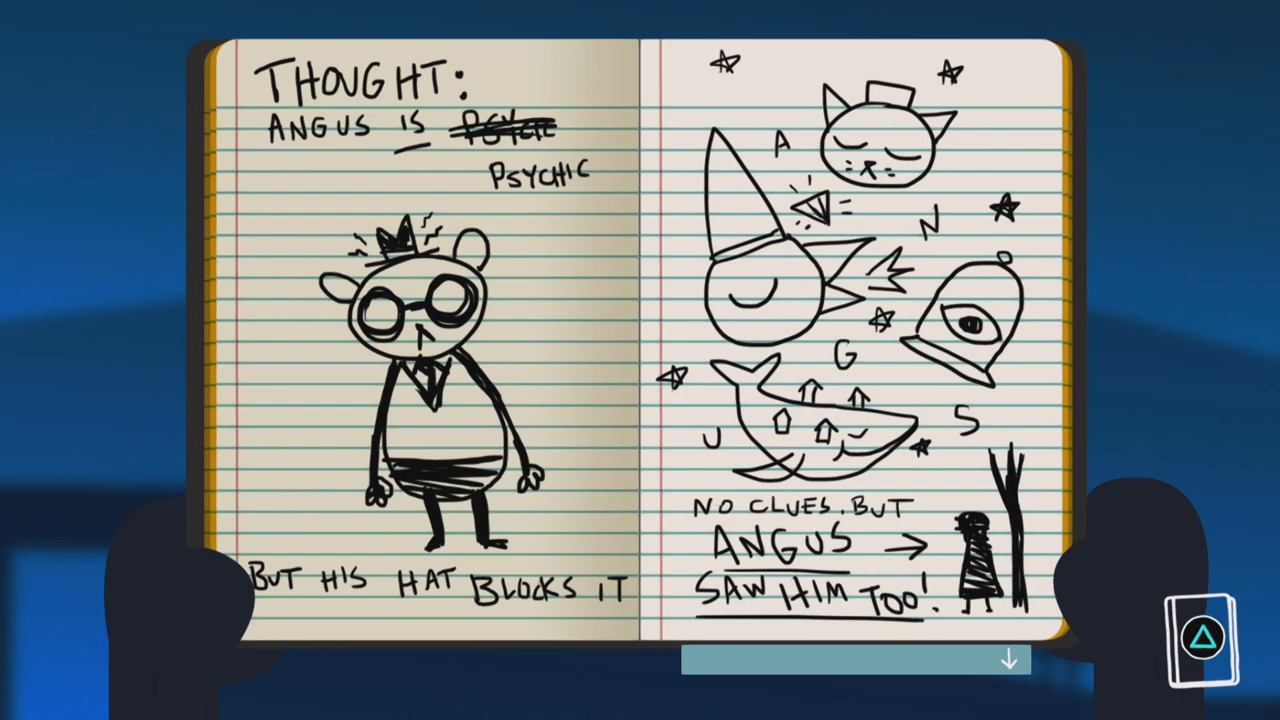 THOUGHT:
ANGUS IS
PSYCHIC
BUT HIS HAT BLOCKS IT
A
N
G
U
S
NO CLUES. BUT
ANGUS →
SAW HIM TOO!